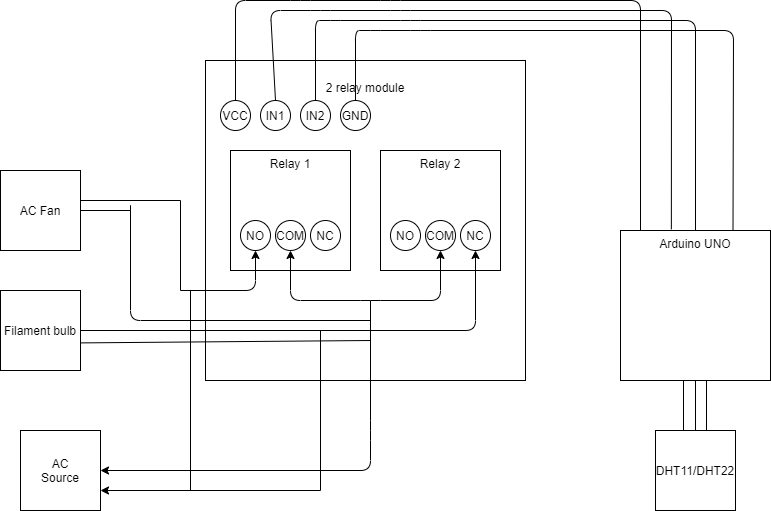 2 relay module
VCC
IN1
IN2
GND
Relay 1
Relay 2
AC Fan
NO
COM
NC
NO
COM
NC
Arduino UNO
Filament bulb
AC
Source
DHT11/DHT22